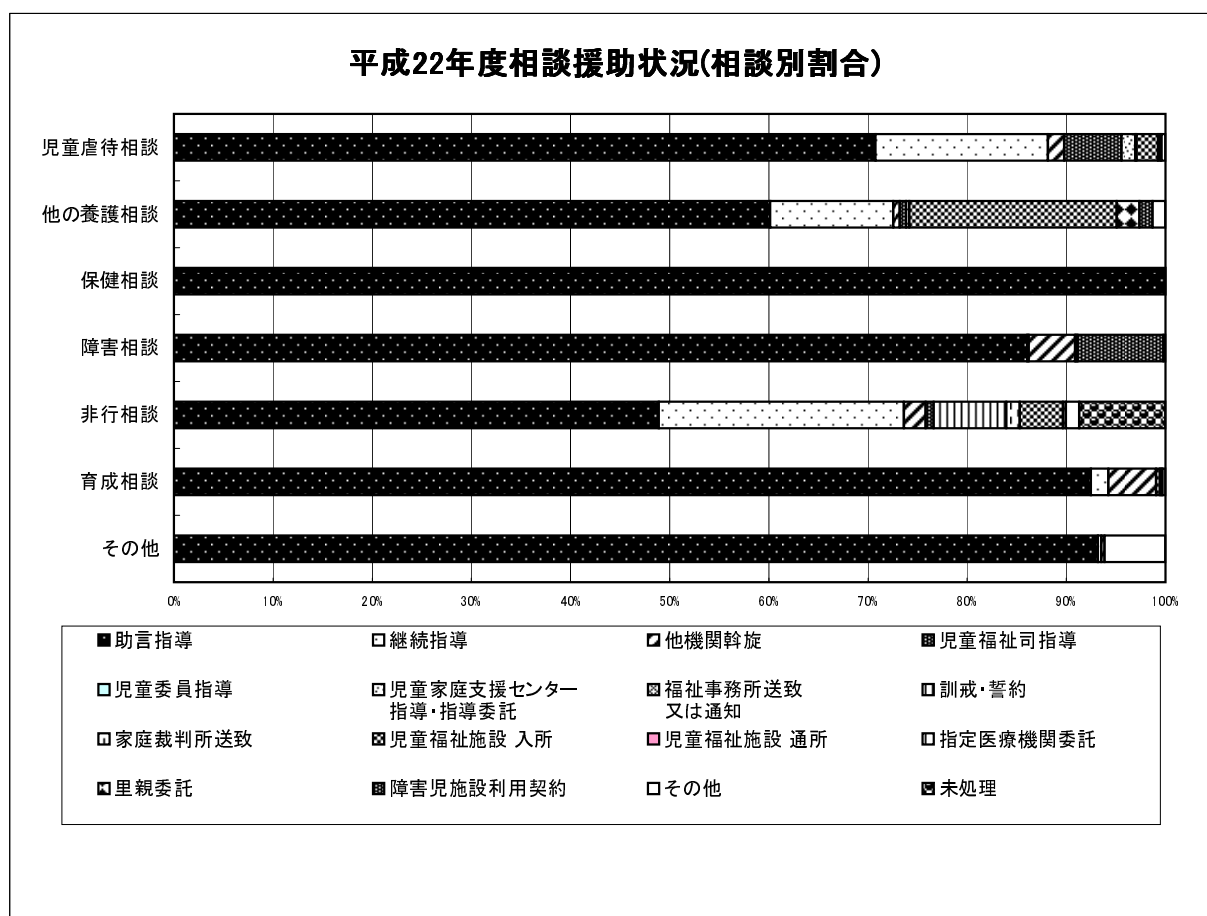 平成22年度相談援助状況(相談別割合)
児童虐待相談
他の養護相談
保健相談
障害相談
非行相談
育成相談
その他
0% 10% 20% 30% 40% 50% 60% 70% 80% 90% 100%
助言指導 継続指導 他機関斡旋 児童福祉司指導
児童委員指導 児童家庭支援センター 福祉事務所送致 訓戒・誓約
指導・指導委託 又は通知
家庭裁判所送致 児童福祉施設 入所 児童福祉施設 通所 指定医療機関委託
里親委託 障害児施設利用契約 その他 未処理